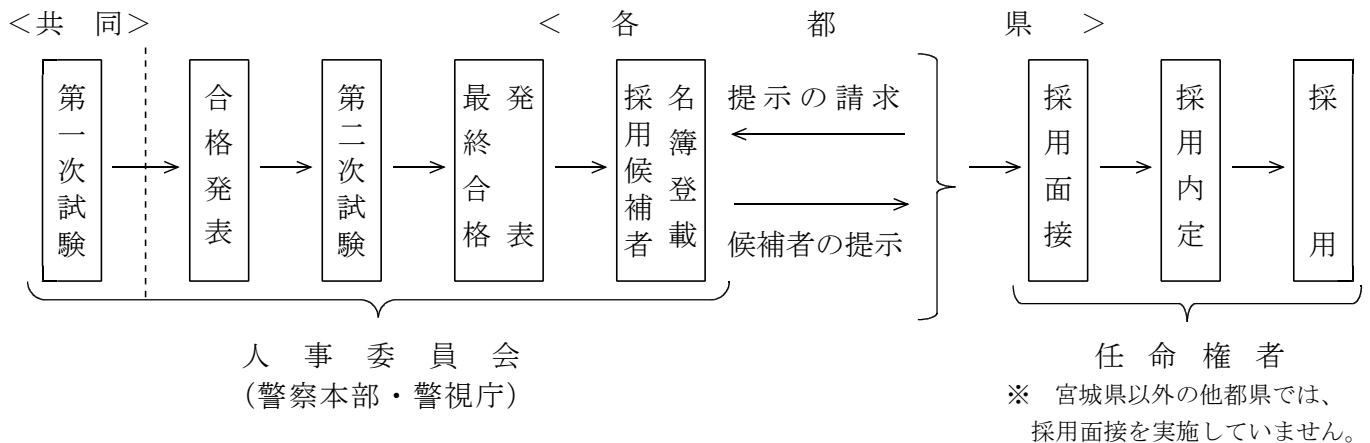 ＜共 同＞
＜ 各 都 県 ＞
第一次試験
合格発表
第二次試験
最終合格
発表
採用候補者
名簿登載
提示の請求
候補者の提示
採用面接
採用内定
採用
人事委員会
（警察本部・警視庁）
任命権者
※ 宮城県以外の他都県では、
採用面接を実施していません。